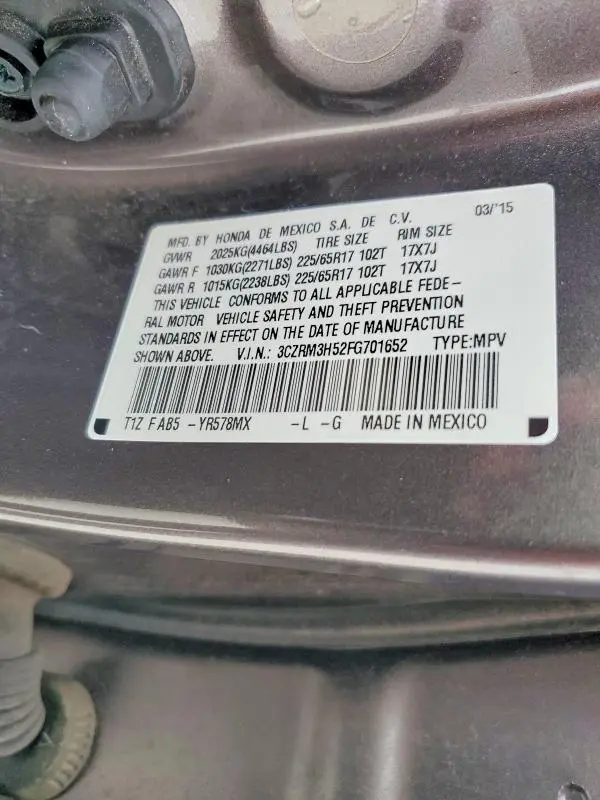 MFD. BY HONDA DE MEXICO S.A. DE C.V. 03/'15
GVWR 2025KG(4464LBS) TIRE SIZE RIM SIZE
GAWR F 1030KG(2271LBS) 225/65R17 102T 17X7J
GAWR R 1015KG(2238LBS) 225/65R17 102T 17X7J
THIS VEHICLE CONFORMS TO ALL APPLICABLE FEDE-
RAL MOTOR VEHICLE SAFETY AND THEFT PREVENTION
STANDARDS IN EFFECT ON THE DATE OF MANUFACTURE
SHOWN ABOVE. V.I.N.: 3CZRM3H52FG701652 TYPE:MPV
T1Z F AB5 -YR578MX -L -G MADE IN MEXICO